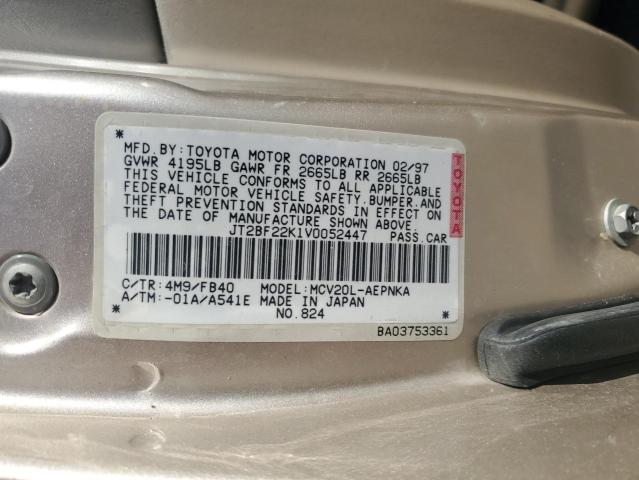 MFD.BY:TOYOTA MOTOR CORPORATION 02/97
GVWR 4195LB GAWR FR 2665LB RR 2665LB
THIS VEHICLE CONFORMS TO ALL APPLICABLE
FEDERAL MOTOR VEHICLE SAFETY,BUMPER,AND
THEFT PREVENTION STANDARDS IN EFFECT ON
THE DATE OF MANUFACTURE SHOWN ABOVE.
JT2BF22K1V0052447 PASS.CAR
TOYOTA
C/TR:4M9/FB40 MODEL:MCV20L-AEPNKA
A/TM:-01A/A541E MADE IN JAPAN
NO.824
BA03753361